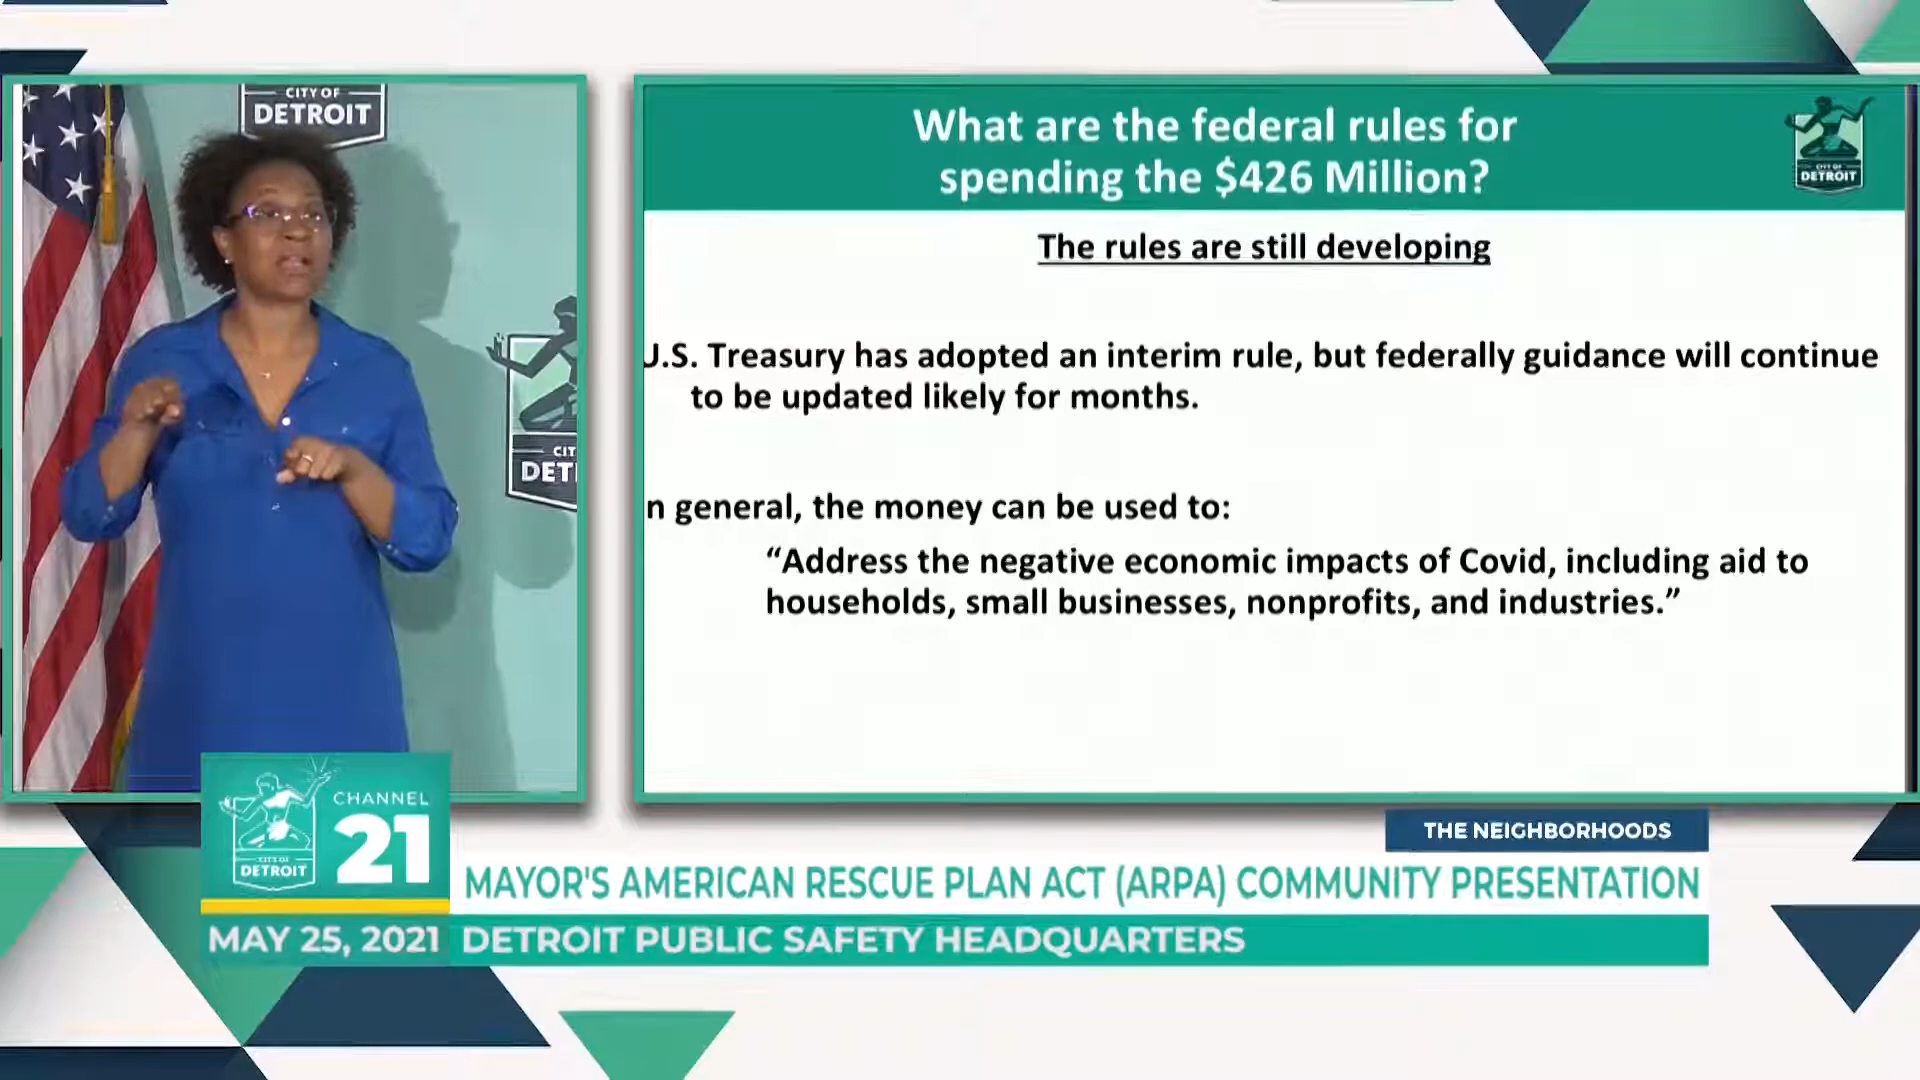 CITY OF
DETROIT
CIT
DET
What are the federal rules for
spending the $426 Million?
CITY OF
DETROIT
The rules are still developing
U.S. Treasury has adopted an interim rule, but federally guidance will continue
to be updated likely for months.
n general, the money can be used to:
“Address the negative economic impacts of Covid, including aid to
households, small businesses, nonprofits, and industries.”
CHANNEL
21
CITY OF
DETROIT
THE NEIGHBORHOODS
MAYOR'S AMERICAN RESCUE PLAN ACT (ARPA) COMMUNITY PRESENTATION
MAY 25, 2021
DETROIT PUBLIC SAFETY HEADQUARTERS